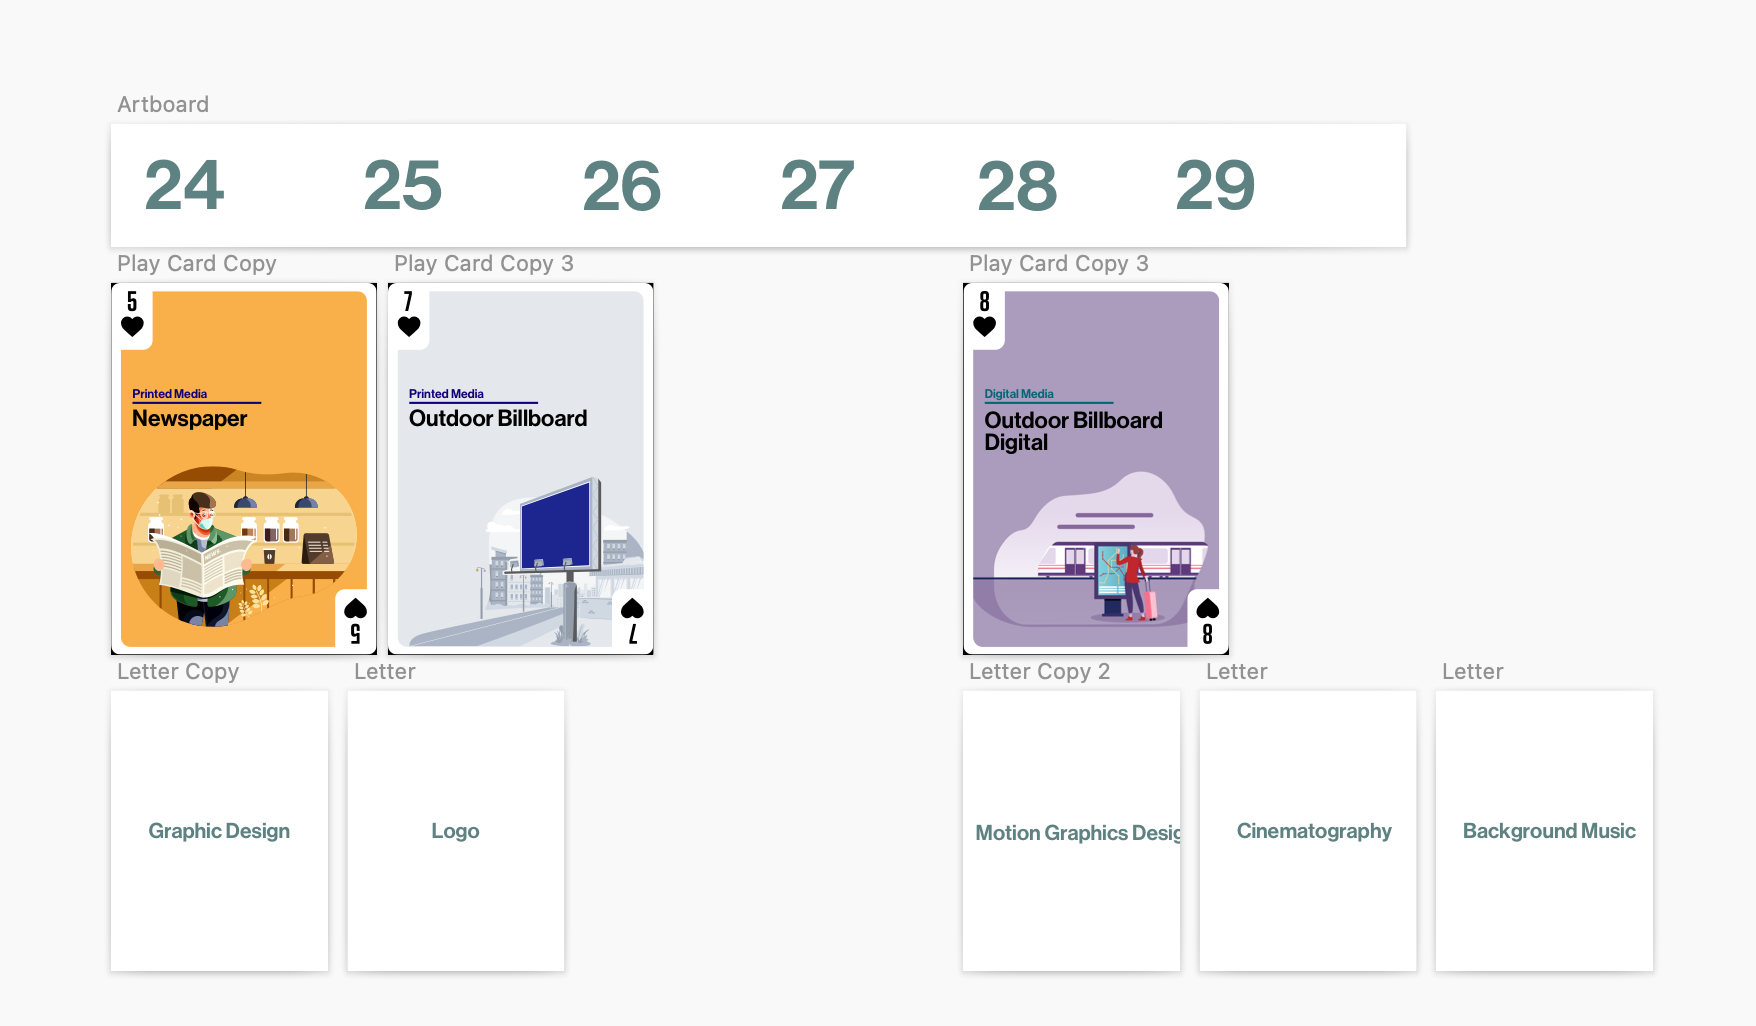 Artboard
24 25 26 27 28 29
Play Card Copy
5
Printed Media
Newspaper
NEWS
5
Play Card Copy 3
7
Printed Media
Outdoor Billboard
7
Play Card Copy 3
8
Digital Media
Outdoor Billboard
Digital
8
Letter Copy
Graphic Design
Letter
Logo
Letter Copy 2
Motion Graphics Desig
Letter
Cinematography
Letter
Background Music